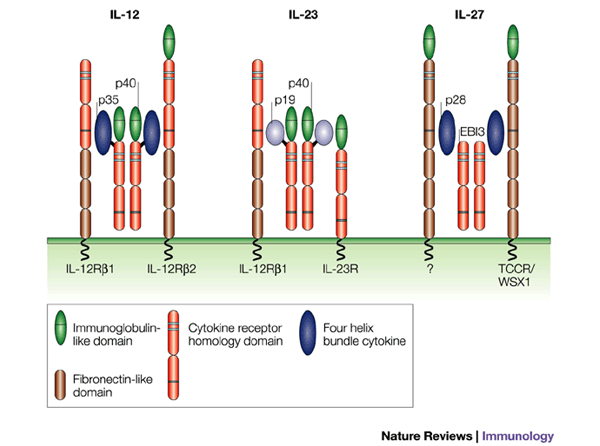 IL-12 IL-23 IL-27
p40 p40
p35 p19 p28
EBI3
IL-12Rβ1 IL-12Rβ2 IL-12Rβ1 IL-23R ? TCCR/
WSX1
Immunoglobulin-
like domain
Fibronectin-like
domain
Cytokine receptor
homology domain
Four helix
bundle cytokine
Nature Reviews | Immunology